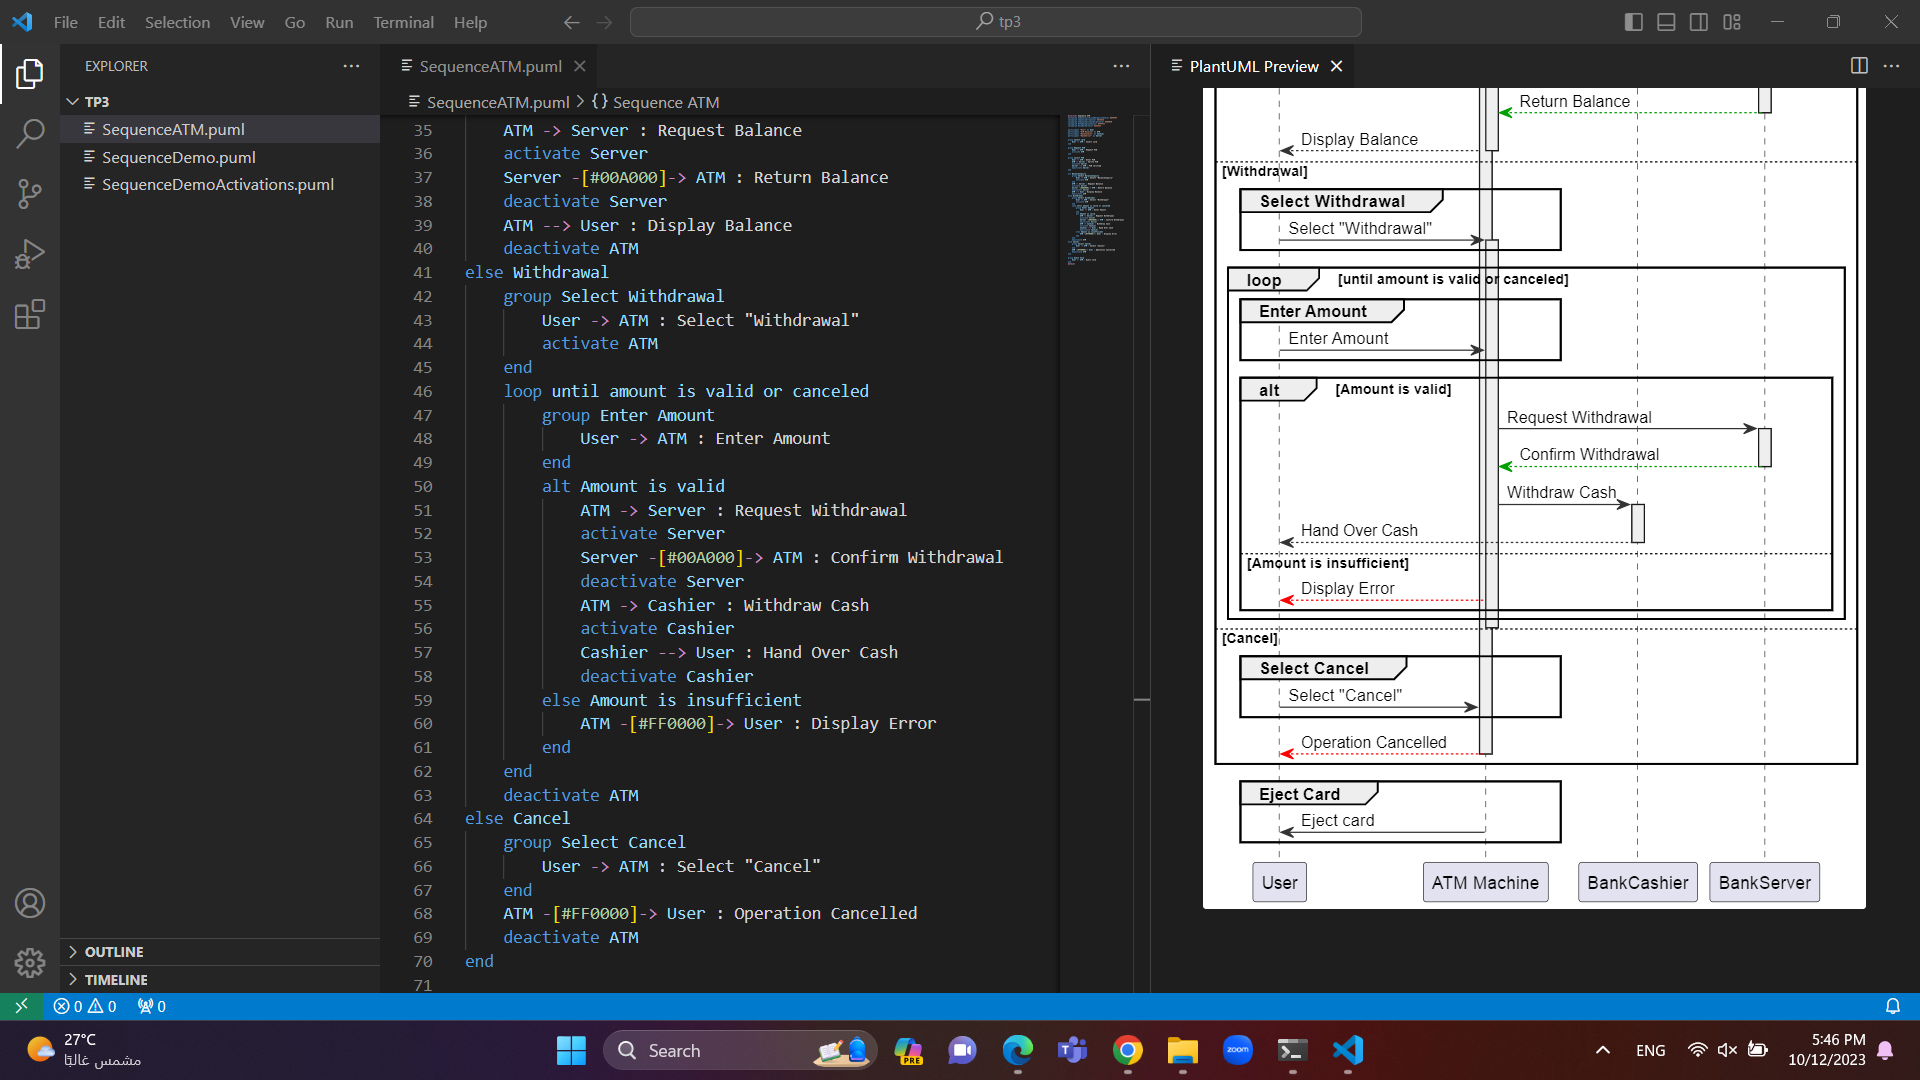 File Edit Selection View Go Run Terminal Help
tp3
EXPLORER
TP3
SequenceATM.puml
SequenceDemo.puml
SequenceDemoActivations.puml
OUTLINE
TIMELINE
SequenceATM.puml
SequenceATM.puml > {} Sequence ATM
35 ATM -> Server : Request Balance
36 activate Server
37 Server -[#00A000]-> ATM : Return Balance
38 deactivate Server
39 ATM --> User : Display Balance
40 deactivate ATM
41 else Withdrawal
42 group Select Withdrawal
43 User -> ATM : Select "Withdrawal"
44 activate ATM
45 end
46 loop until amount is valid or canceled
47 group Enter Amount
48 User -> ATM : Enter Amount
49 end
50 alt Amount is valid
51 ATM -> Server : Request Withdrawal
52 activate Server
53 Server -[#00A000]-> ATM : Confirm Withdrawal
54 deactivate Server
55 ATM -> Cashier : Withdraw Cash
56 activate Cashier
57 Cashier --> User : Hand Over Cash
58 deactivate Cashier
59 else Amount is insufficient
60 ATM -[#FF0000]-> User : Display Error
61 end
62 end
63 deactivate ATM
64 else Cancel
65 group Select Cancel
66 User -> ATM : Select "Cancel"
67 end
68 ATM -[#FF0000]-> User : Operation Cancelled
69 deactivate ATM
70 end
71
PlantUML Preview
Return Balance
Display Balance
[Withdrawal]
Select Withdrawal
Select "Withdrawal"
loop [until amount is valid or canceled]
Enter Amount
Enter Amount
alt [Amount is valid]
Request Withdrawal
Confirm Withdrawal
Withdraw Cash
Hand Over Cash
[Amount is insufficient]
Display Error
[Cancel]
Select Cancel
Select "Cancel"
Operation Cancelled
Eject Card
Eject card
User ATM Machine BankCashier BankServer
0 0 0
27°C
مشمس غالبًا
Search
PRE
zoom
ENG
5:46 PM
10/12/2023